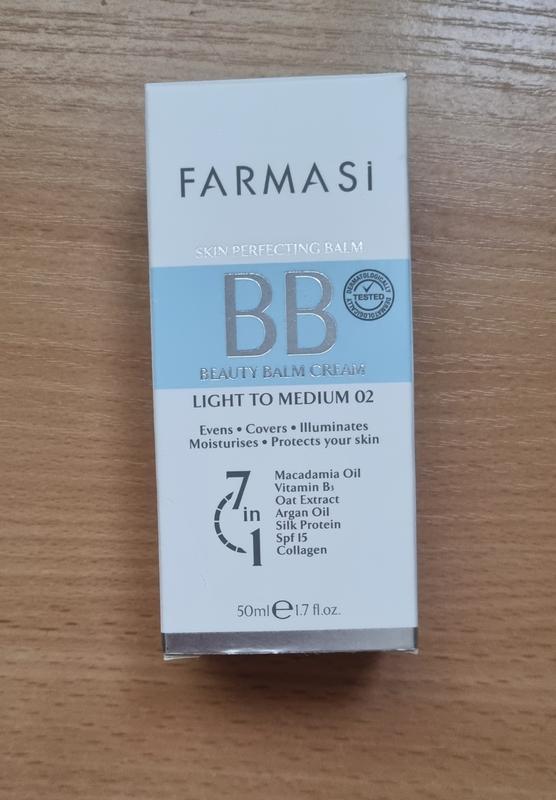 FARMASi
SKIN PERFECTING BALM
BB
DERMATOLOGICALLY
TESTED
DERMATOLOGICALLY
BEAUTY BALM CREAM
LIGHT TO MEDIUM 02
Evens • Covers • Illuminates
Moisturises • Protects your skin
7 in 1
Macadamia Oil
Vitamin B₃
Oat Extract
Argan Oil
Silk Protein
Spf 15
Collagen
50ml ℮ 1.7 fl.oz.